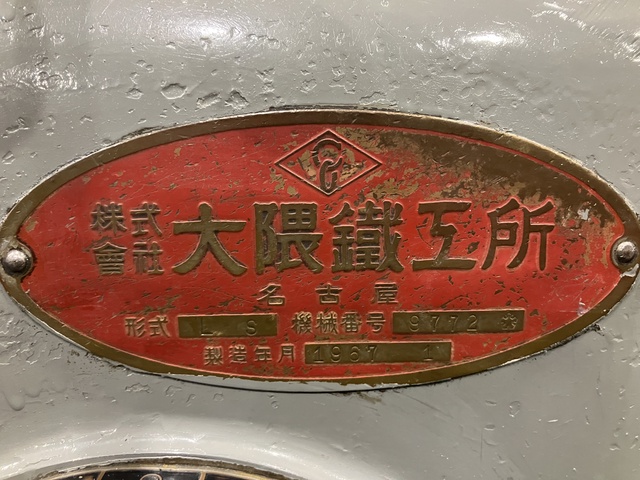 株式會社 大隈鐵工所
名古屋
形式 LS 機械番号 9772
製造年月 1967 1